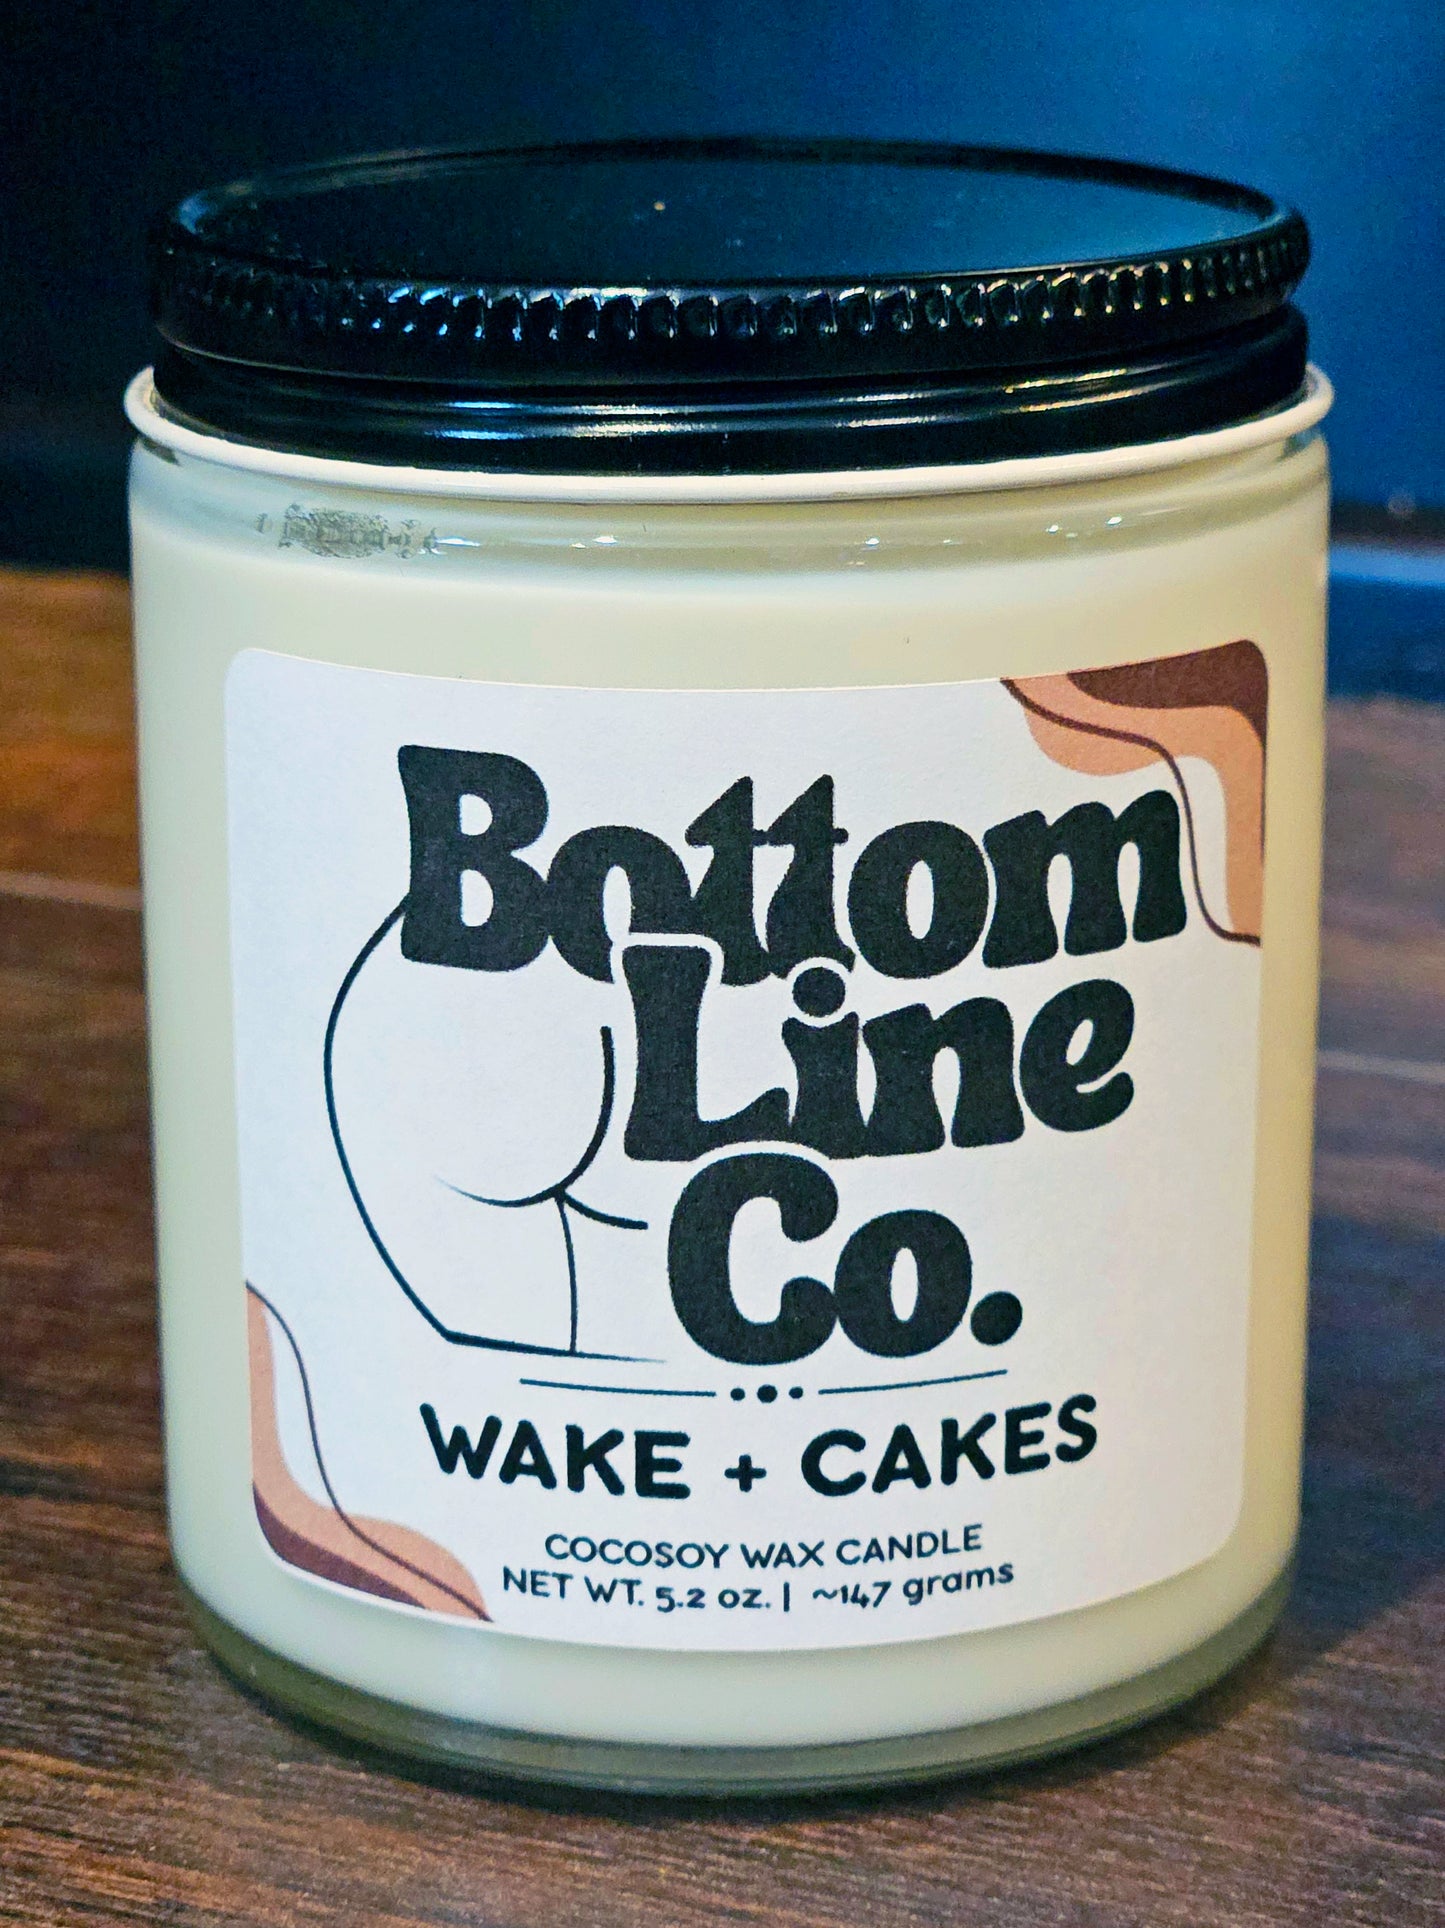 Bottom
Line
Co.
WAKE + CAKES
COCOSOY WAX CANDLE
NET WT. 5.2 oz. | ~147 grams